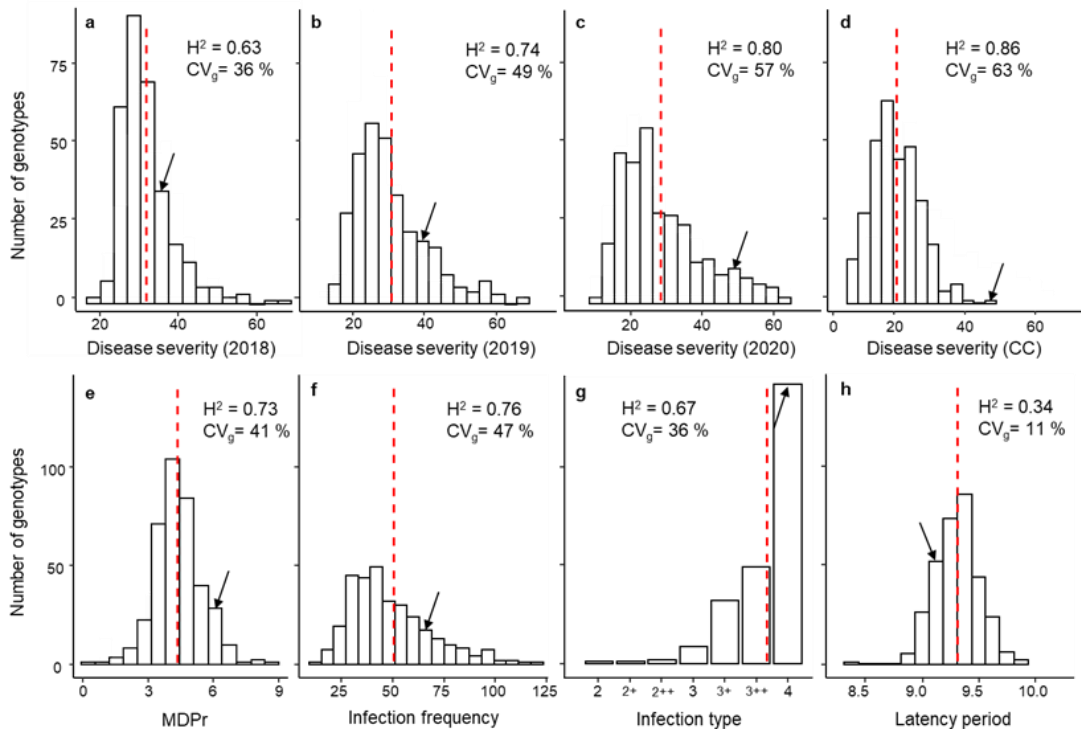 a
H² = 0.63
CVg= 36 %
b
H² = 0.74
CVg= 49 %
c
H² = 0.80
CVg= 57 %
d
H² = 0.86
CVg= 63 %
Number of genotypes
75
50
25
0
20 40 60
20 40 60
20 40 60
0 20 40 60
Disease severity (2018)
Disease severity (2019)
Disease severity (2020)
Disease severity (CC)
e
H² = 0.73
CVg= 41 %
f
H² = 0.76
CVg= 47 %
g
H² = 0.67
CVg= 36 %
h
H² = 0.34
CVg= 11 %
Number of genotypes
100
50
0
0 3 6 9
25 50 75 100 125
2 2+ 2++ 3 3+ 3++ 4
8.5 9.0 9.5 10.0
MDPr
Infection frequency
Infection type
Latency period